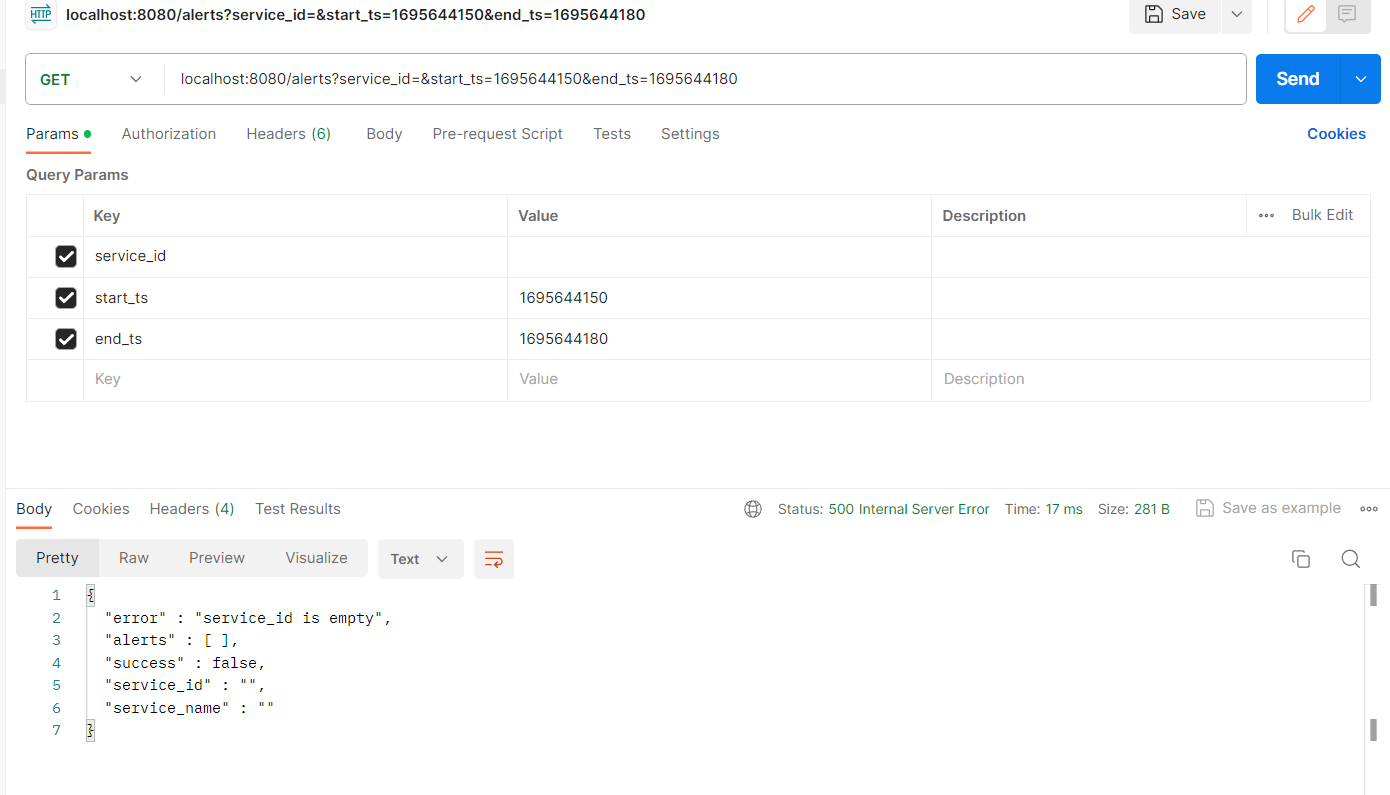 HTTP localhost:8080/alerts?service_id=&start_ts=1695644150&end_ts=1695644180 Save
GET localhost:8080/alerts?service_id=&start_ts=1695644150&end_ts=1695644180 Send
Params Authorization Headers (6) Body Pre-request Script Tests Settings Cookies
Query Params
Key Value Description Bulk Edit
service_id
start_ts 1695644150
end_ts 1695644180
Key Value Description
Body Cookies Headers (4) Test Results Status: 500 Internal Server Error Time: 17 ms Size: 281 B Save as example
Pretty Raw Preview Visualize Text
1 {
2 "error" : "service_id is empty",
3 "alerts" : [ ],
4 "success" : false,
5 "service_id" : "",
6 "service_name" : ""
7 }